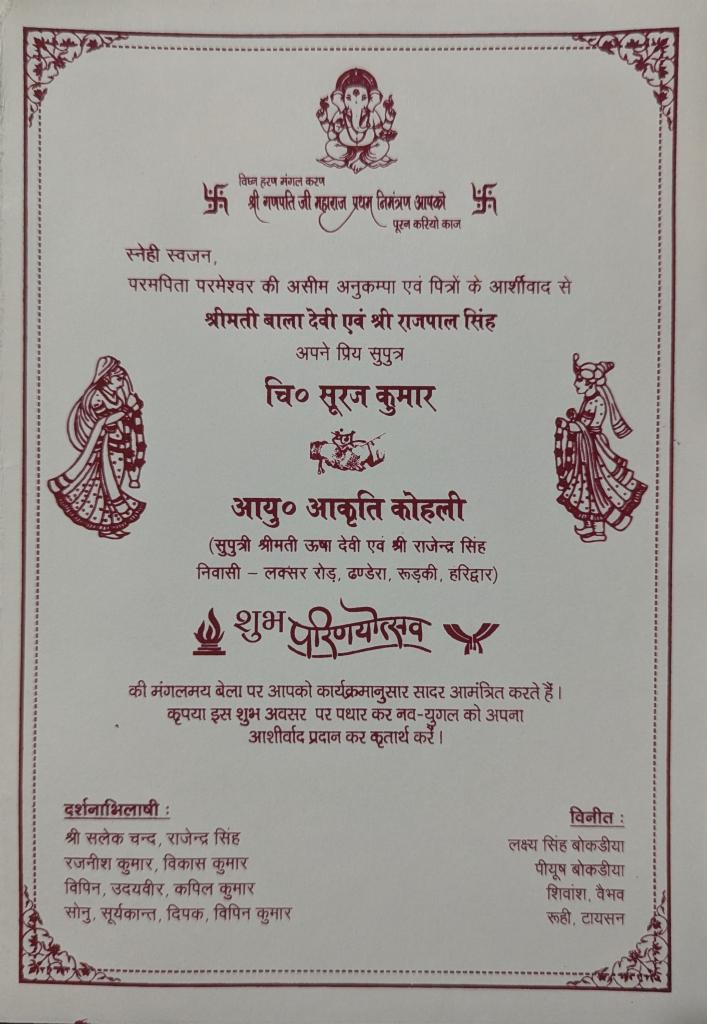 विघ्न हरण मंगल करण
श्री गणपति जी महाराज प्रथम निमंत्रण आपको
पूरन करियो काज
स्नेही स्वजन,
परमपिता परमेश्वर की असीम अनुकम्पा एवं पित्रों के आर्शीवाद से
श्रीमती बाला देवी एवं श्री राजपाल सिंह
अपने प्रिय सुपुत्र
चि० सूरज कुमार
संग
आयु० आकृति कोहली
(सुपुत्री श्रीमती ऊषा देवी एवं श्री राजेन्द्र सिंह
निवासी – लक्सर रोड़, ढण्डेरा, रूड़की, हरिद्वार)
शुभ परिणयोत्सव
की मंगलमय बेला पर आपको कार्यक्रमानुसार सादर आमंत्रित करते हैं।
कृपया इस शुभ अवसर पर पधार कर नव-युगल को अपना
आशीर्वाद प्रदान कर कृतार्थ करें।
दर्शनाभिलाषी :
श्री सलेक चन्द, राजेन्द्र सिंह
रजनीश कुमार, विकास कुमार
विपिन, उदयवीर, कपिल कुमार
सोनु, सूर्यकान्त, दिपक, विपिन कुमार
विनीत :
लक्ष्य सिंह बोकडीया
पीयूष बोकडीया
शिवांश, वैभव
रूही, टायसन